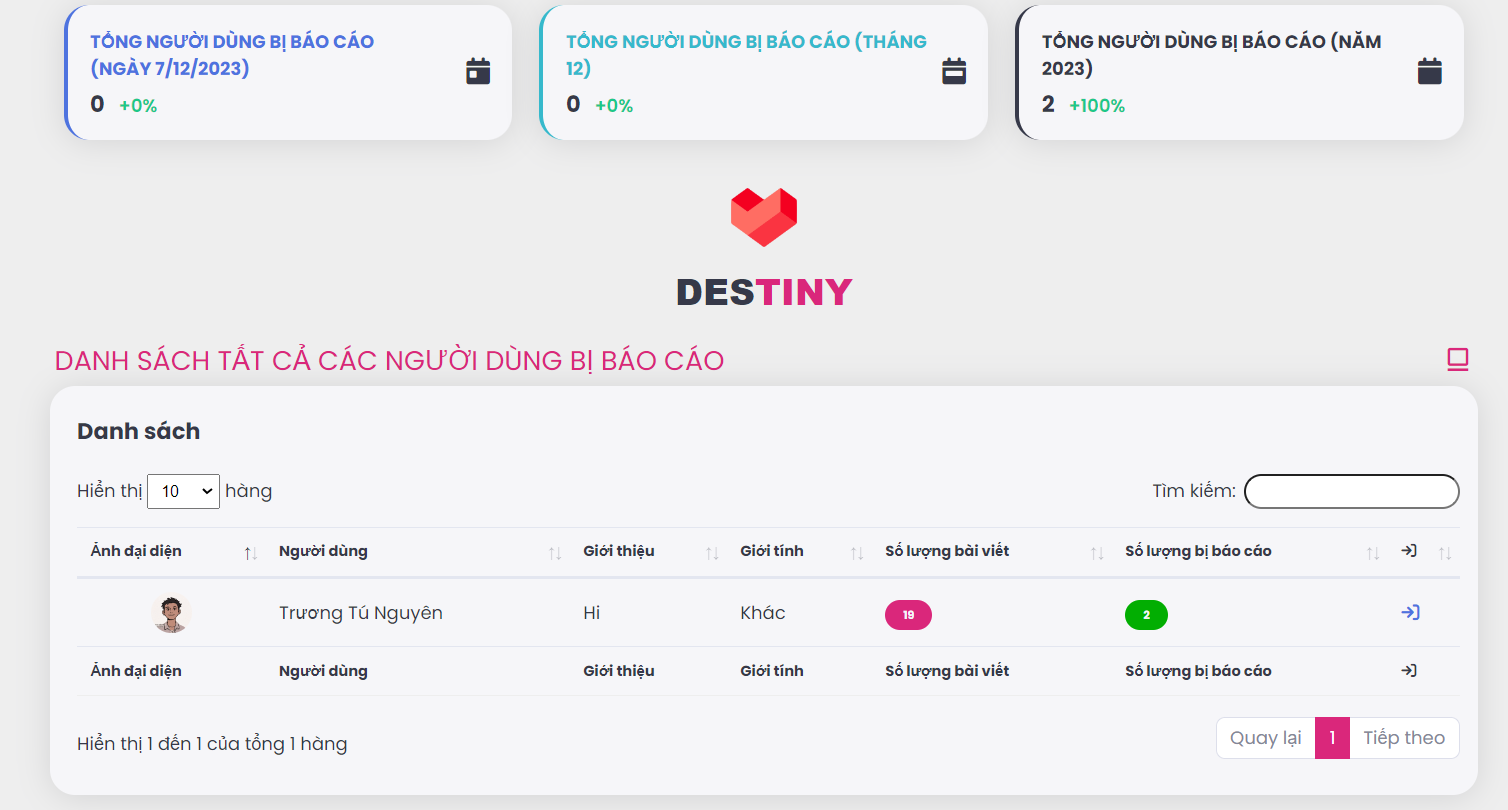 TỔNG NGƯỜI DÙNG BỊ BÁO CÁO
(NGÀY 7/12/2023)
0 +0%
TỔNG NGƯỜI DÙNG BỊ BÁO CÁO (THÁNG
12)
0 +0%
TỔNG NGƯỜI DÙNG BỊ BÁO CÁO (NĂM
2023)
2 +100%
DESTINY
DANH SÁCH TẤT CẢ CÁC NGƯỜI DÙNG BỊ BÁO CÁO
Danh sách
Hiển thị 10 hàng
Tìm kiếm:
Ảnh đại diện Người dùng Giới thiệu Giới tính Số lượng bài viết Số lượng bị báo cáo
Trương Tú Nguyên Hi Khác 19 2
Ảnh đại diện Người dùng Giới thiệu Giới tính Số lượng bài viết Số lượng bị báo cáo
Hiển thị 1 đến 1 của tổng 1 hàng
Quay lại 1 Tiếp theo